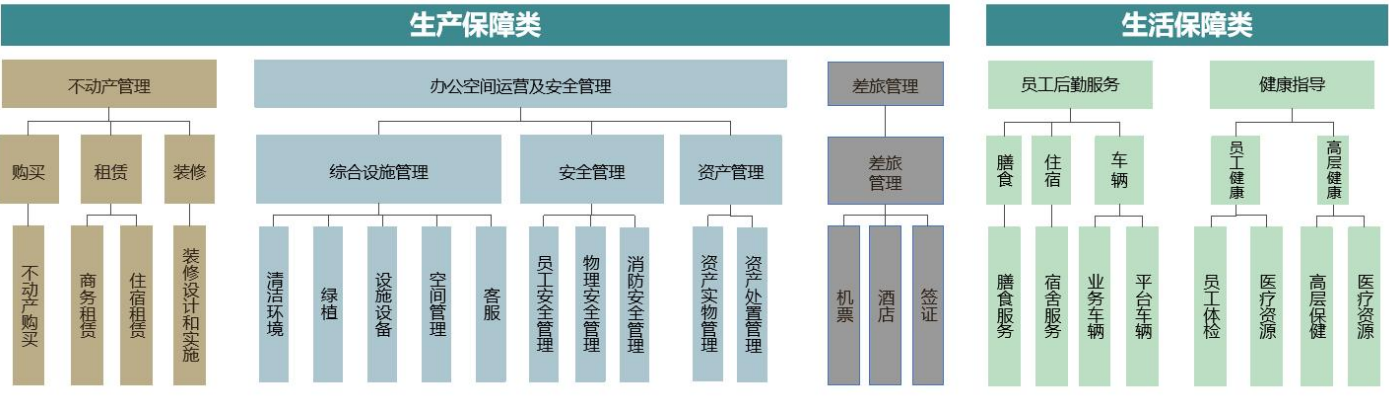 生产保障类
生活保障类
不动产管理
办公空间运营及安全管理
差旅管理
员工后勤服务
健康指导
购买
租赁
装修
综合设施管理
安全管理
资产管理
差旅
管理
膳食
住宿
车辆
员工健康
高层健康
不动产购买
商务租赁
住宿租赁
装修设计和实施
清洁环境
绿植
设施设备
空间管理
客服
员工安全管理
物理安全管理
消防安全管理
资产实物管理
资产处置管理
机票
酒店
签证
膳食服务
宿舍服务
业务车辆
平台车辆
员工体检
医疗资源
高层保健
医疗资源